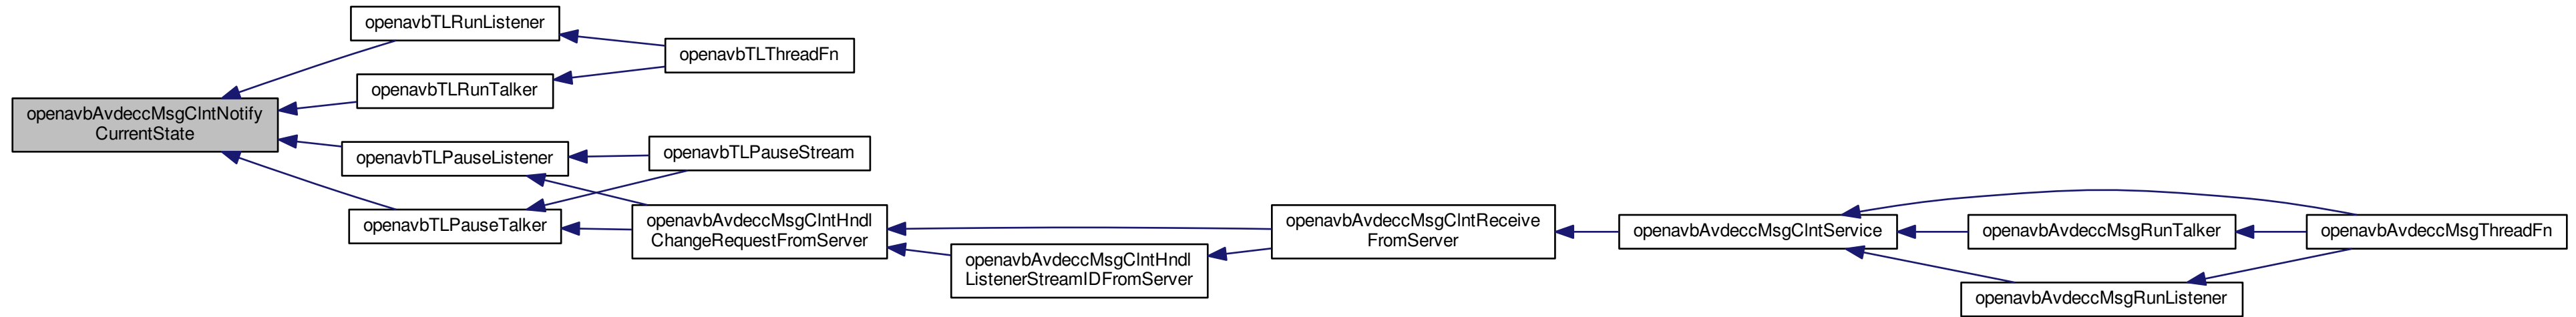 openavbAvdeccMsgClntNotify
CurrentState
openavbTLRunListener
openavbTLThreadFn
openavbTLRunTalker
openavbTLPauseListener
openavbTLPauseStream
openavbTLPauseTalker
openavbAvdeccMsgClntHndl
ChangeRequestFromServer
openavbAvdeccMsgClntHndl
ListenerStreamIDFromServer
openavbAvdeccMsgClntReceive
FromServer
openavbAvdeccMsgClntService
openavbAvdeccMsgRunTalker
openavbAvdeccMsgThreadFn
openavbAvdeccMsgRunListener